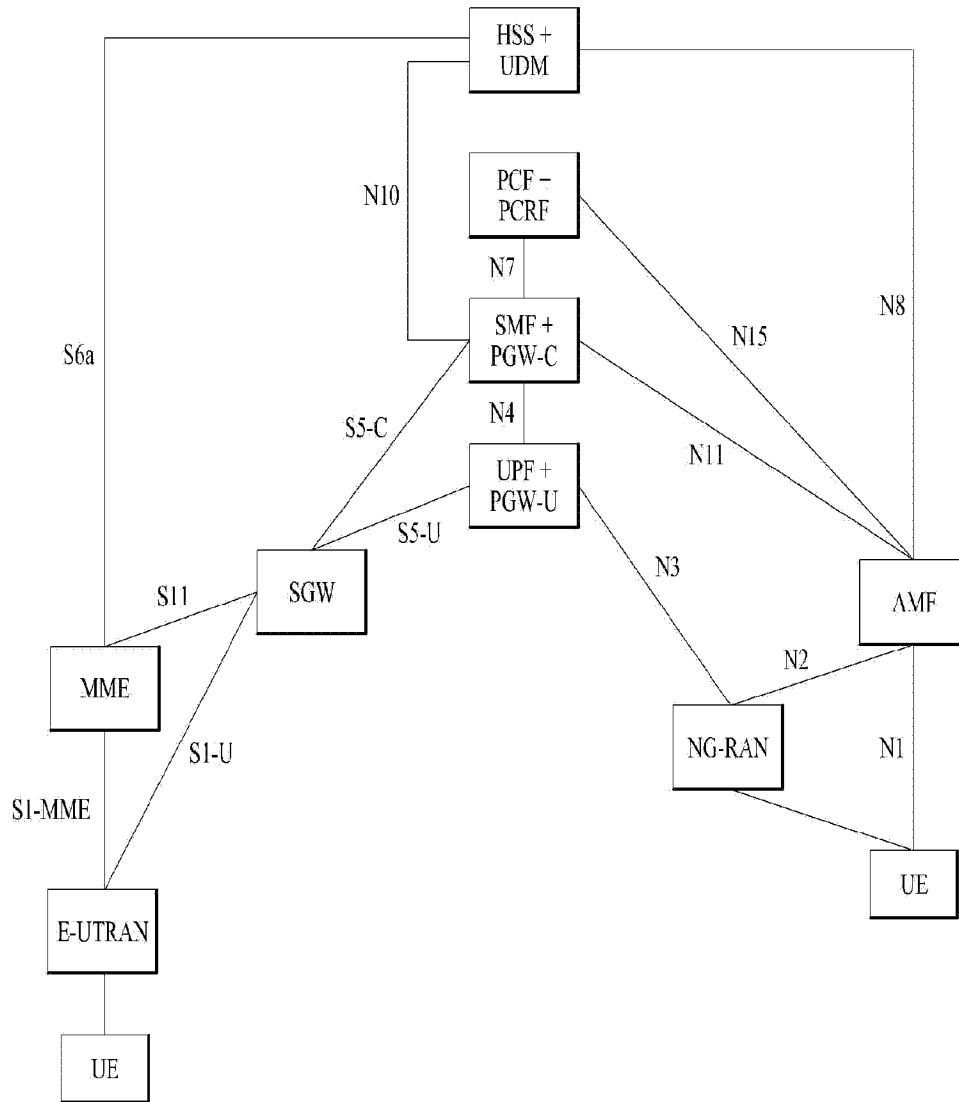 HSS +
UDM
N10
PCF –
PCRF
N7
N8
S6a
SMF +
PGW-C
N15
S5-C
N4
N11
UPF +
PGW-U
S5-U
N3
S11
SGW
AMF
MME
N2
S1-U
NG-RAN
N1
S1-MME
UE
E-UTRAN
UE